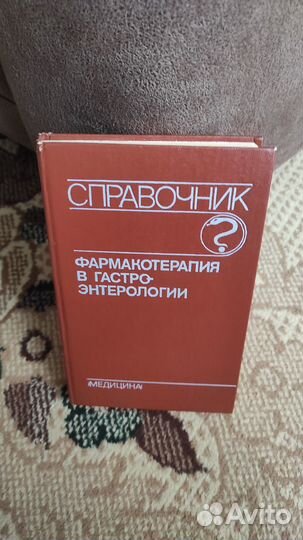 СПРАВОЧНИК
?
ФАРМАКОТЕРАПИЯ
В ГАСТРО-
ЭНТЕРОЛОГИИ
«МЕДИЦИНА»
Avito